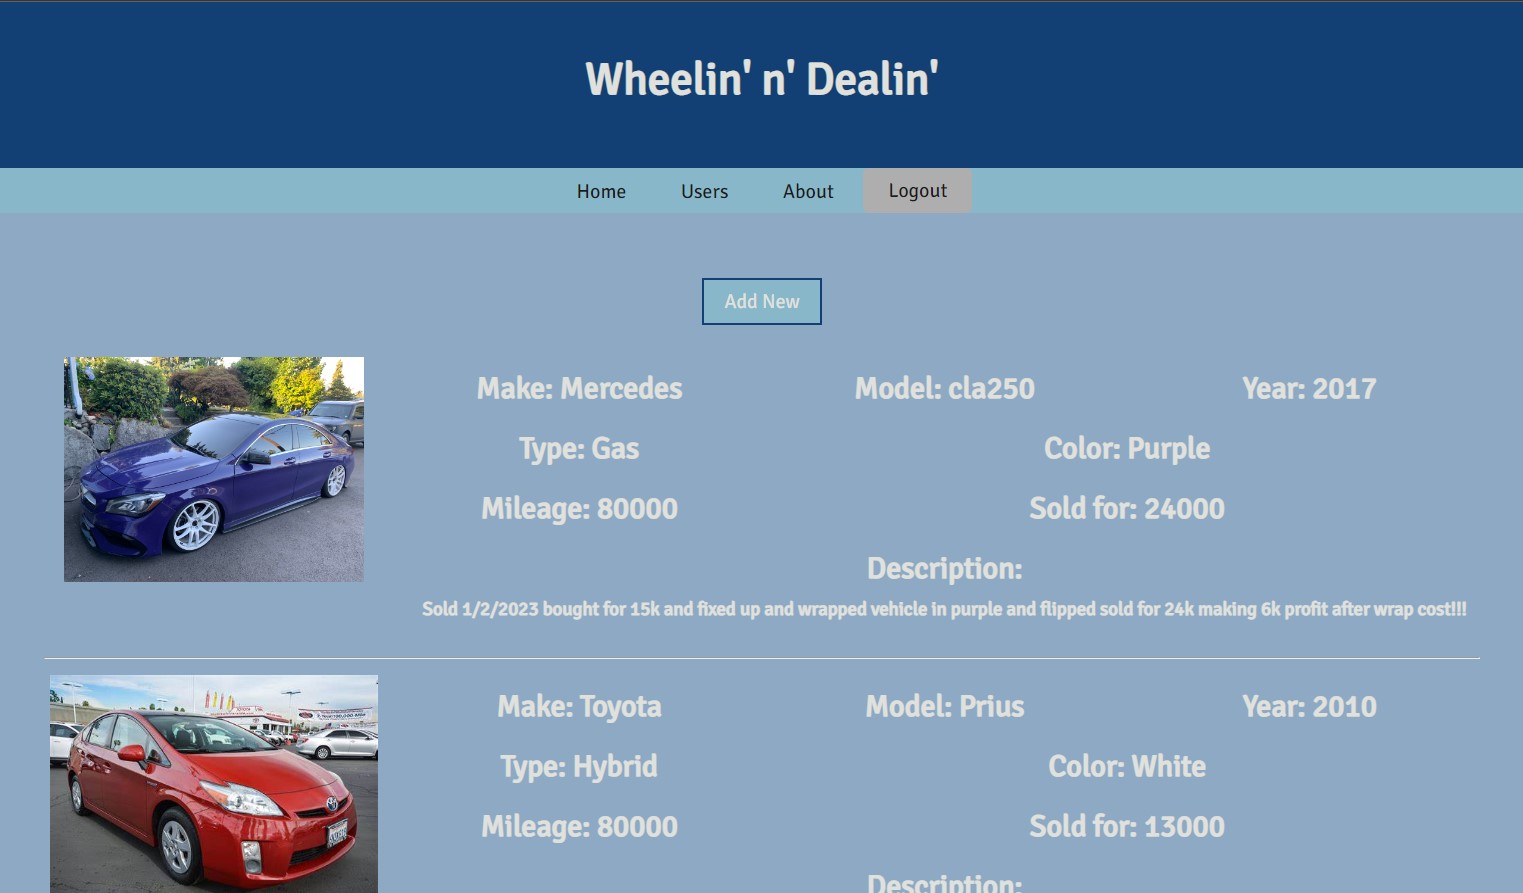 Wheelin' n' Dealin'
Home Users About Logout
Add New
Make: Mercedes Model: cla250 Year: 2017
Type: Gas Color: Purple
Mileage: 80000 Sold for: 24000
Description:
Sold 1/2/2023 bought for 15k and fixed up and wrapped vehicle in purple and flipped sold for 24k making 6k profit after wrap cost!!!
Make: Toyota Model: Prius Year: 2010
Type: Hybrid Color: White
Mileage: 80000 Sold for: 13000
Description: